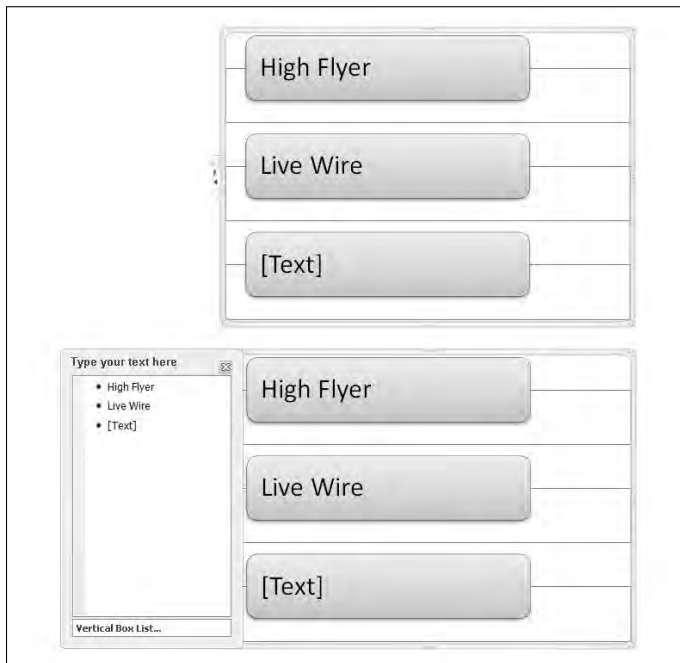 High Flyer
Live Wire
[Text]
Type your text here
• High Flyer
• Live Wire
• [Text]
Vertical Box List...
High Flyer
Live Wire
[Text]